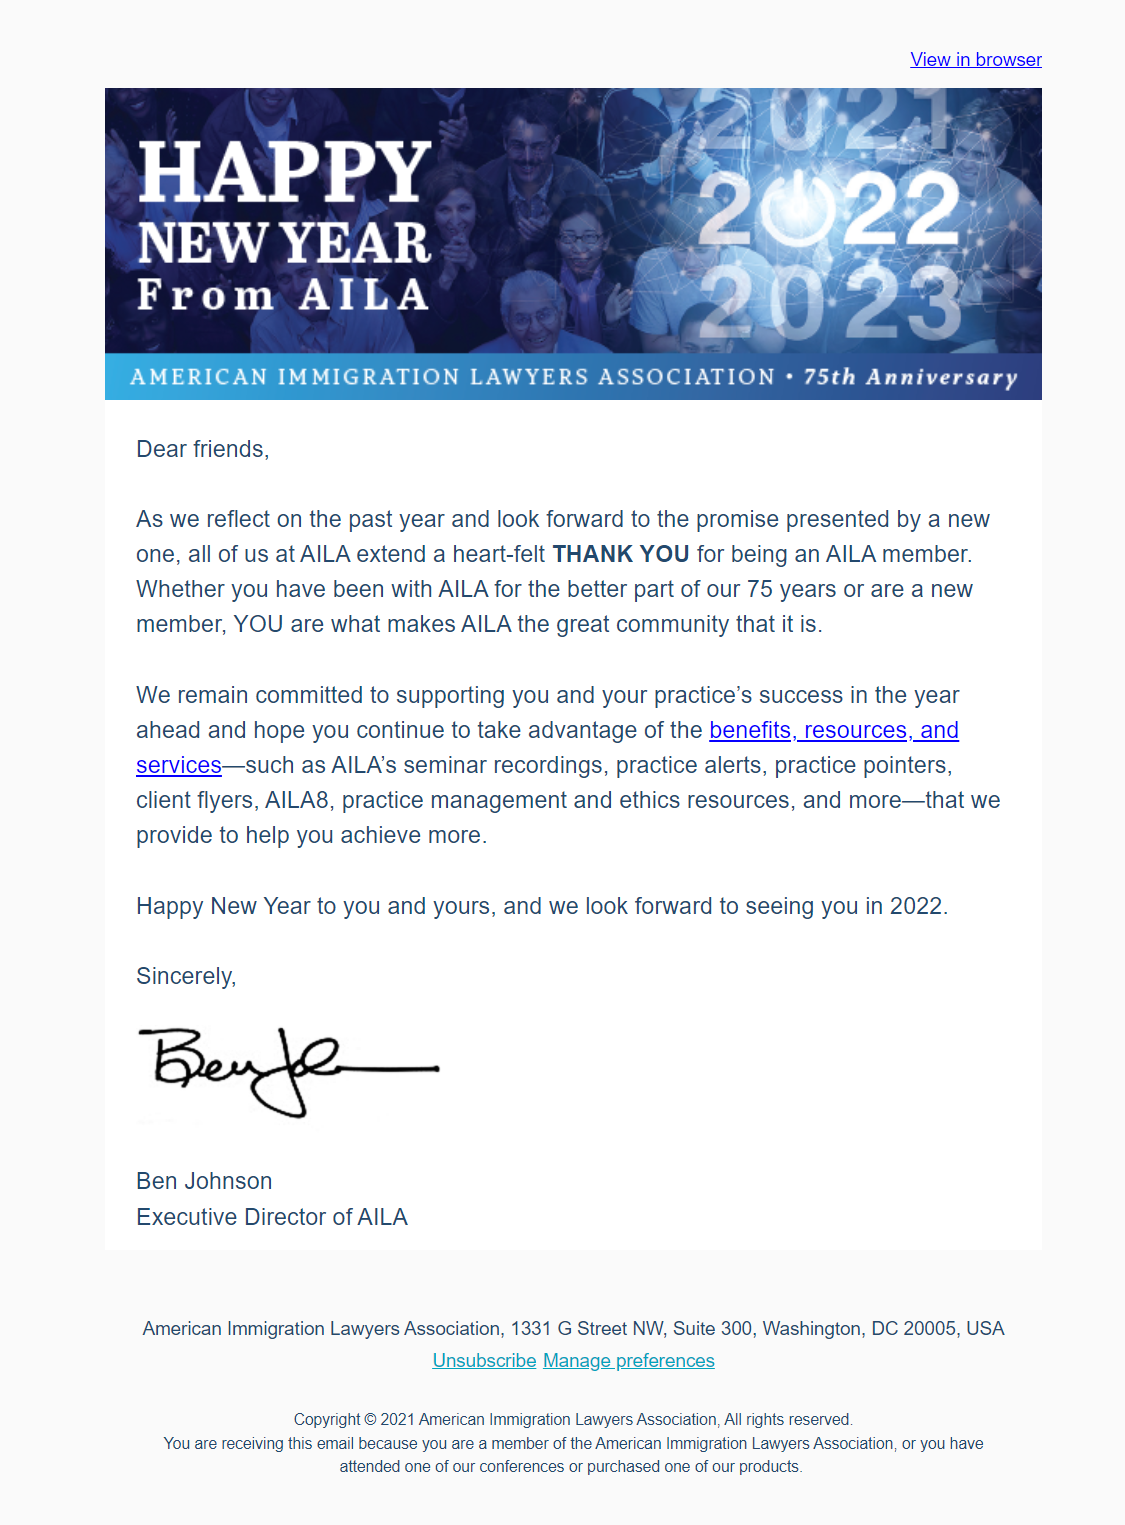 View in browser
HAPPY
NEW YEAR
From AILA
2021
2022
2023
AMERICAN IMMIGRATION LAWYERS ASSOCIATION • 75th Anniversary
Dear friends,
As we reflect on the past year and look forward to the promise presented by a new
one, all of us at AILA extend a heart-felt THANK YOU for being an AILA member.
Whether you have been with AILA for the better part of our 75 years or are a new
member, YOU are what makes AILA the great community that it is.
We remain committed to supporting you and your practice’s success in the year
ahead and hope you continue to take advantage of the benefits, resources, and
services—such as AILA’s seminar recordings, practice alerts, practice pointers,
client flyers, AILA8, practice management and ethics resources, and more—that we
provide to help you achieve more.
Happy New Year to you and yours, and we look forward to seeing you in 2022.
Sincerely,
Ben Jo
Ben Johnson
Executive Director of AILA
American Immigration Lawyers Association, 1331 G Street NW, Suite 300, Washington, DC 20005, USA
Unsubscribe Manage preferences
Copyright © 2021 American Immigration Lawyers Association, All rights reserved.
You are receiving this email because you are a member of the American Immigration Lawyers Association, or you have
attended one of our conferences or purchased one of our products.